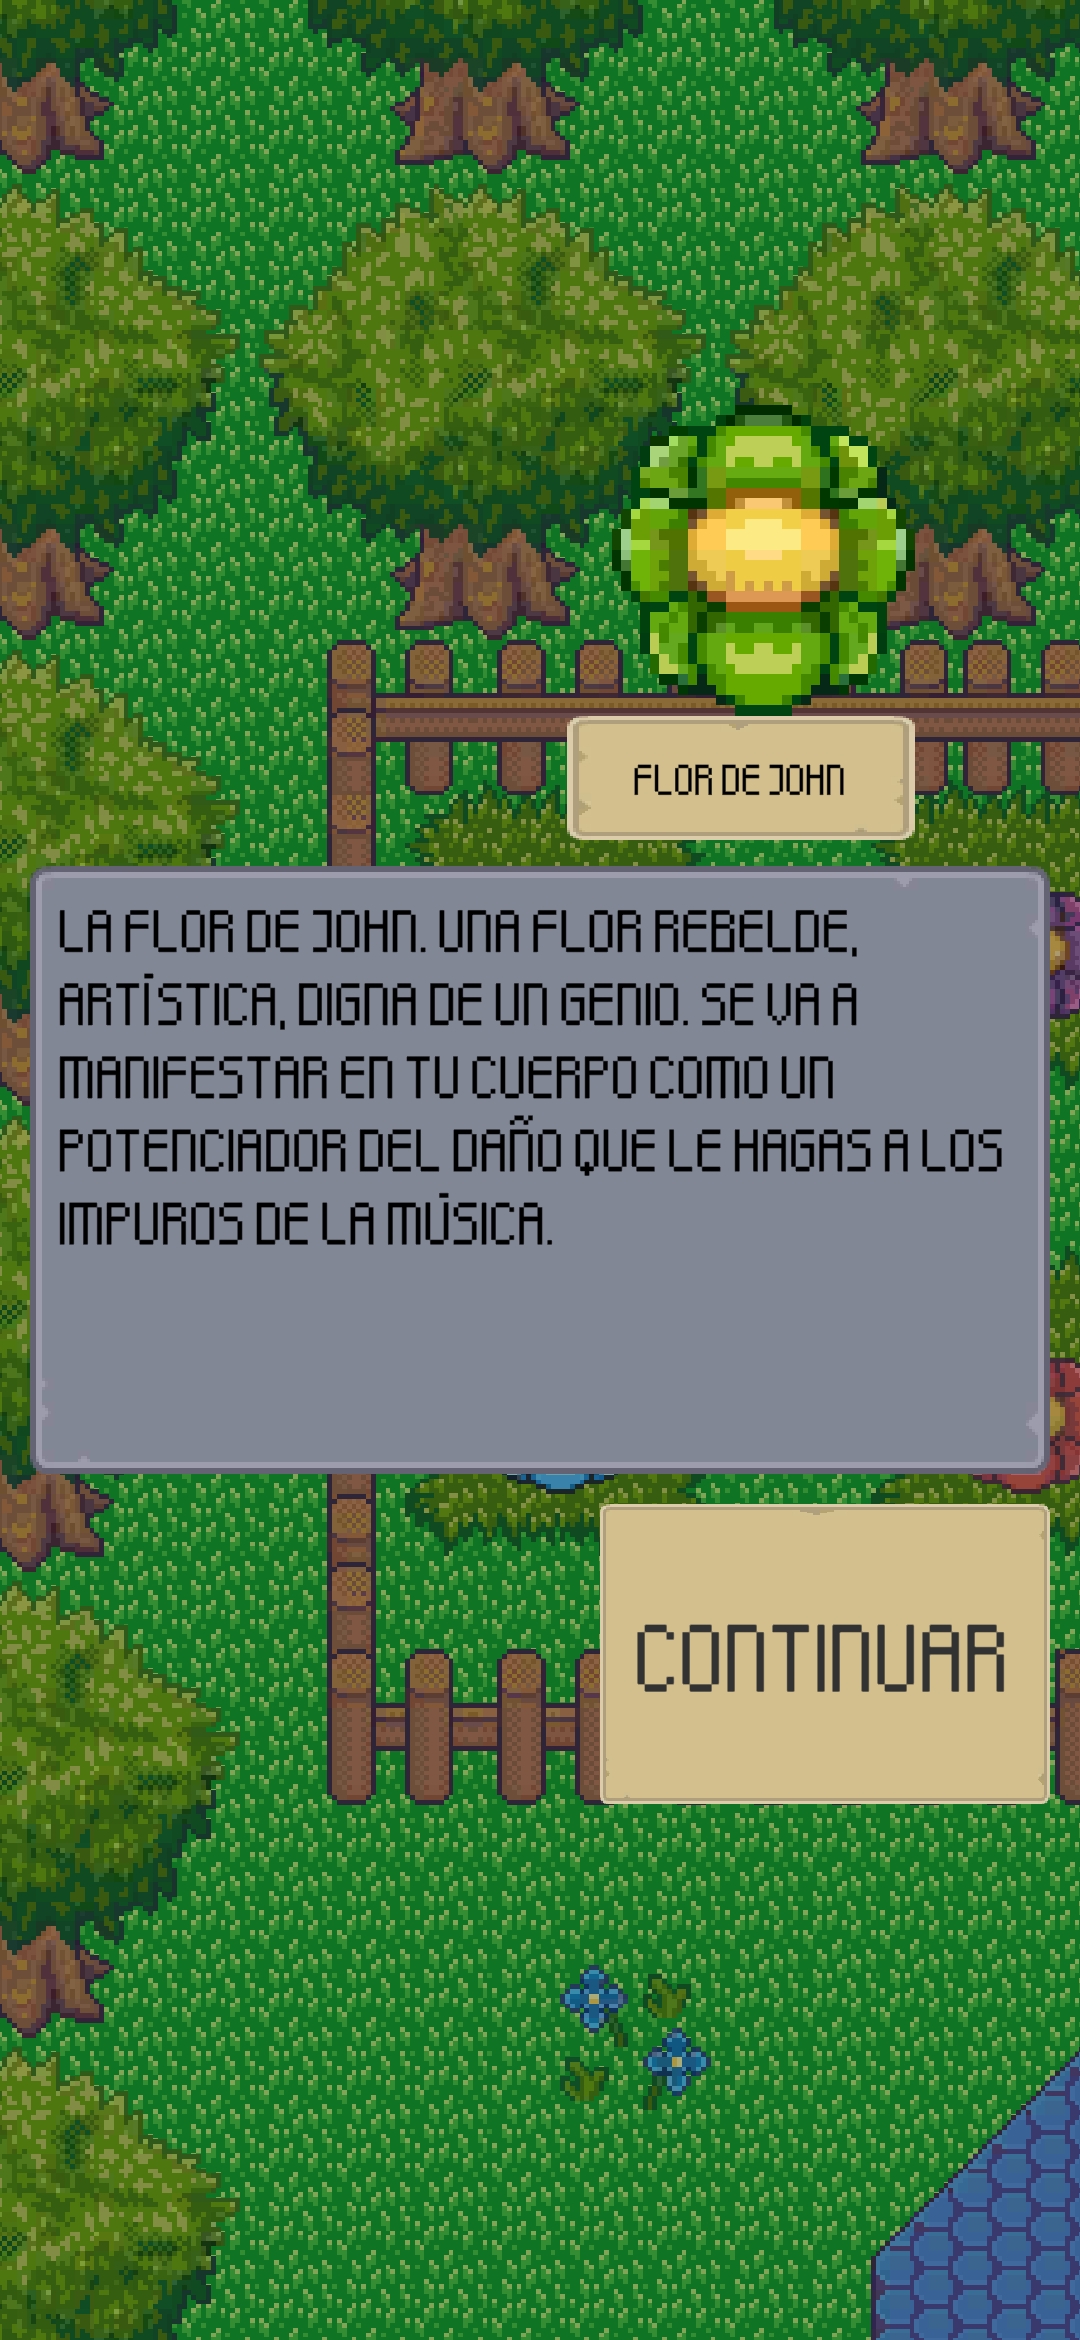 FLOR DE JOHN
LA FLOR DE JOHN. UNA FLOR REBELDE,
ARTÍSTICA, DIGNA DE UN GENIO. SE VA A
MANIFESTAR EN TU CUERPO COMO UN
POTENCIADOR DEL DAÑO QUE LE HAGAS A LOS
IMPUROS DE LA MÚSICA.
CONTINUAR